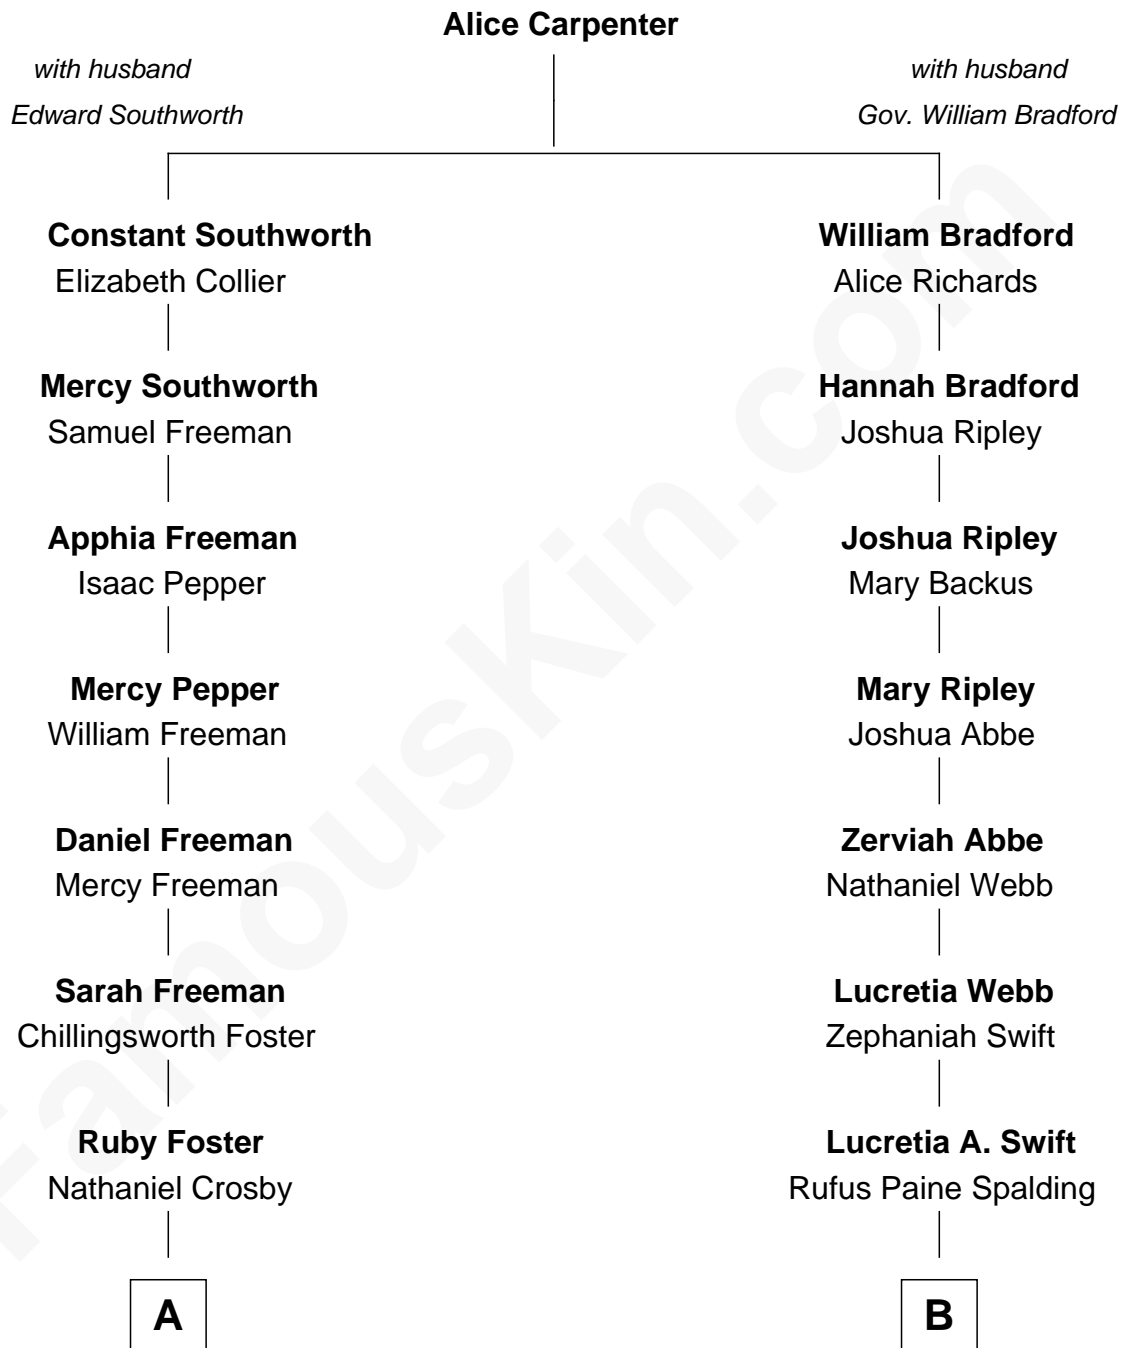 Alice Carpenter
with husband
Edward Southworth
with husband
Gov. William Bradford
Constant Southworth
Elizabeth Collier
Mercy Southworth
Samuel Freeman
Apphia Freeman
Isaac Pepper
Mercy Pepper
William Freeman
Daniel Freeman
Mercy Freeman
Sarah Freeman
Chillingsworth Foster
Ruby Foster
Nathaniel Crosby
A
William Bradford
Alice Richards
Hannah Bradford
Joshua Ripley
Joshua Ripley
Mary Backus
Mary Ripley
Joshua Abbe
Zerviah Abbe
Nathaniel Webb
Lucretia Webb
Zephaniah Swift
Lucretia A. Swift
Rufus Paine Spalding
B
FamousKin.com